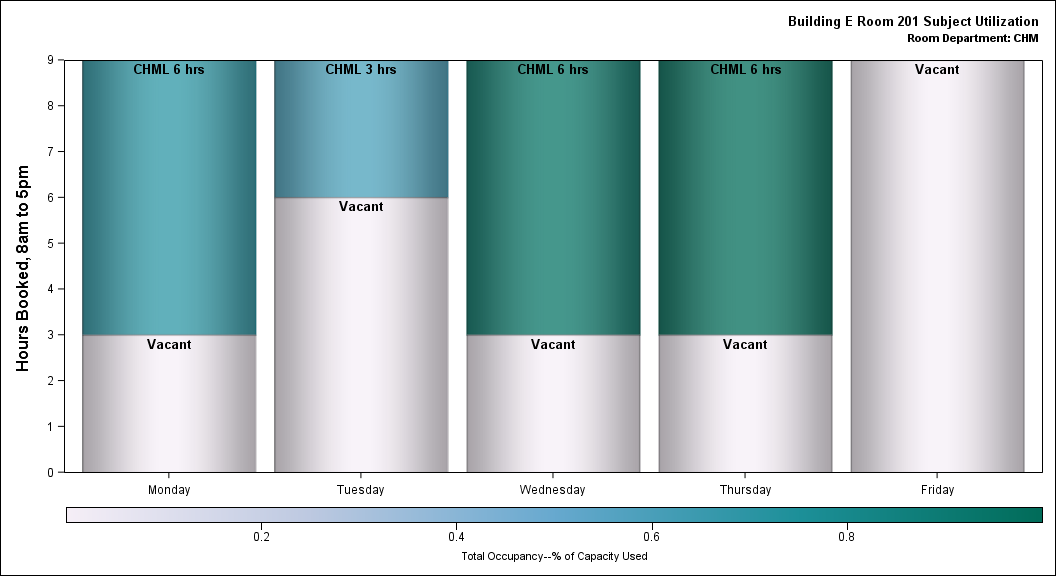 Building E Room 201 Subject Utilization
Room Department: CHM
Hours Booked, 8am to 5pm
9
8
7
6
5
4
3
2
1
0
CHML 6 hrs
CHML 3 hrs
CHML 6 hrs
CHML 6 hrs
Vacant
Vacant
Vacant
Vacant
Vacant
Monday
Tuesday
Wednesday
Thursday
Friday
0.2
0.4
0.6
0.8
Total Occupancy--% of Capacity Used